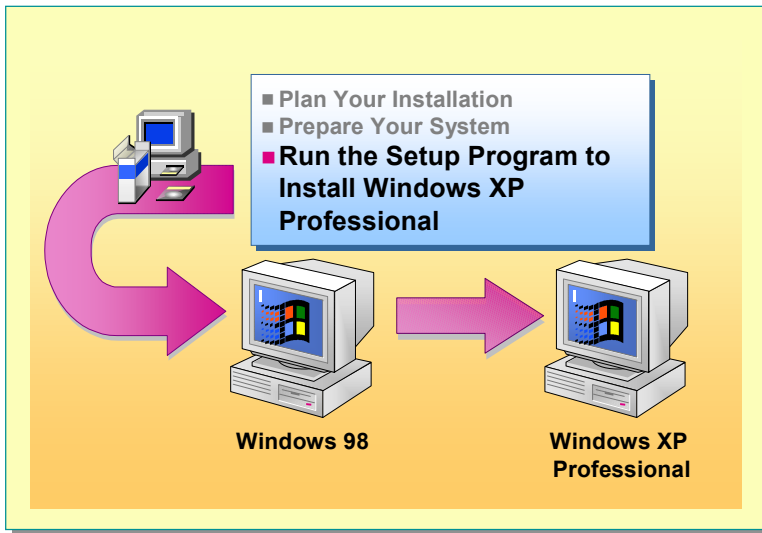 Plan Your Installation
Prepare Your System
Run the Setup Program to
Install Windows XP
Professional
Windows 98
Windows XP
Professional